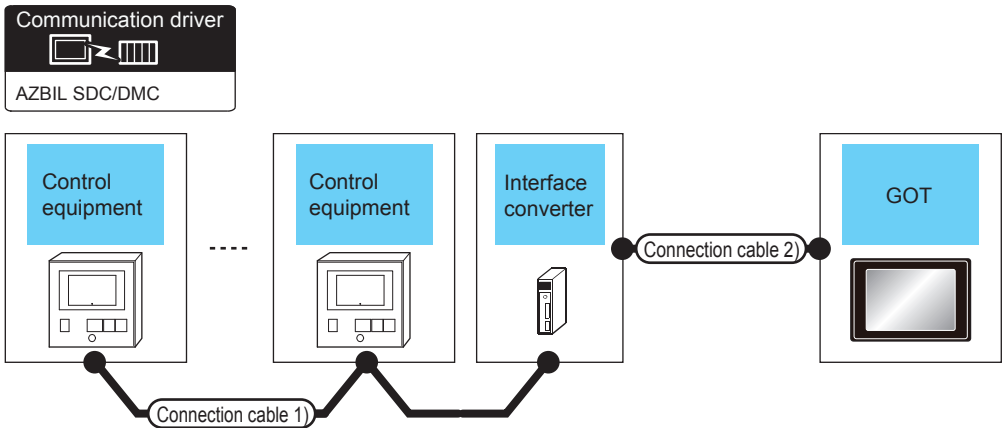 Communication driver
AZBIL SDC/DMC
Control
equipment
Control
equipment
Interface
converter
GOT
Connection cable 2)
Connection cable 1)